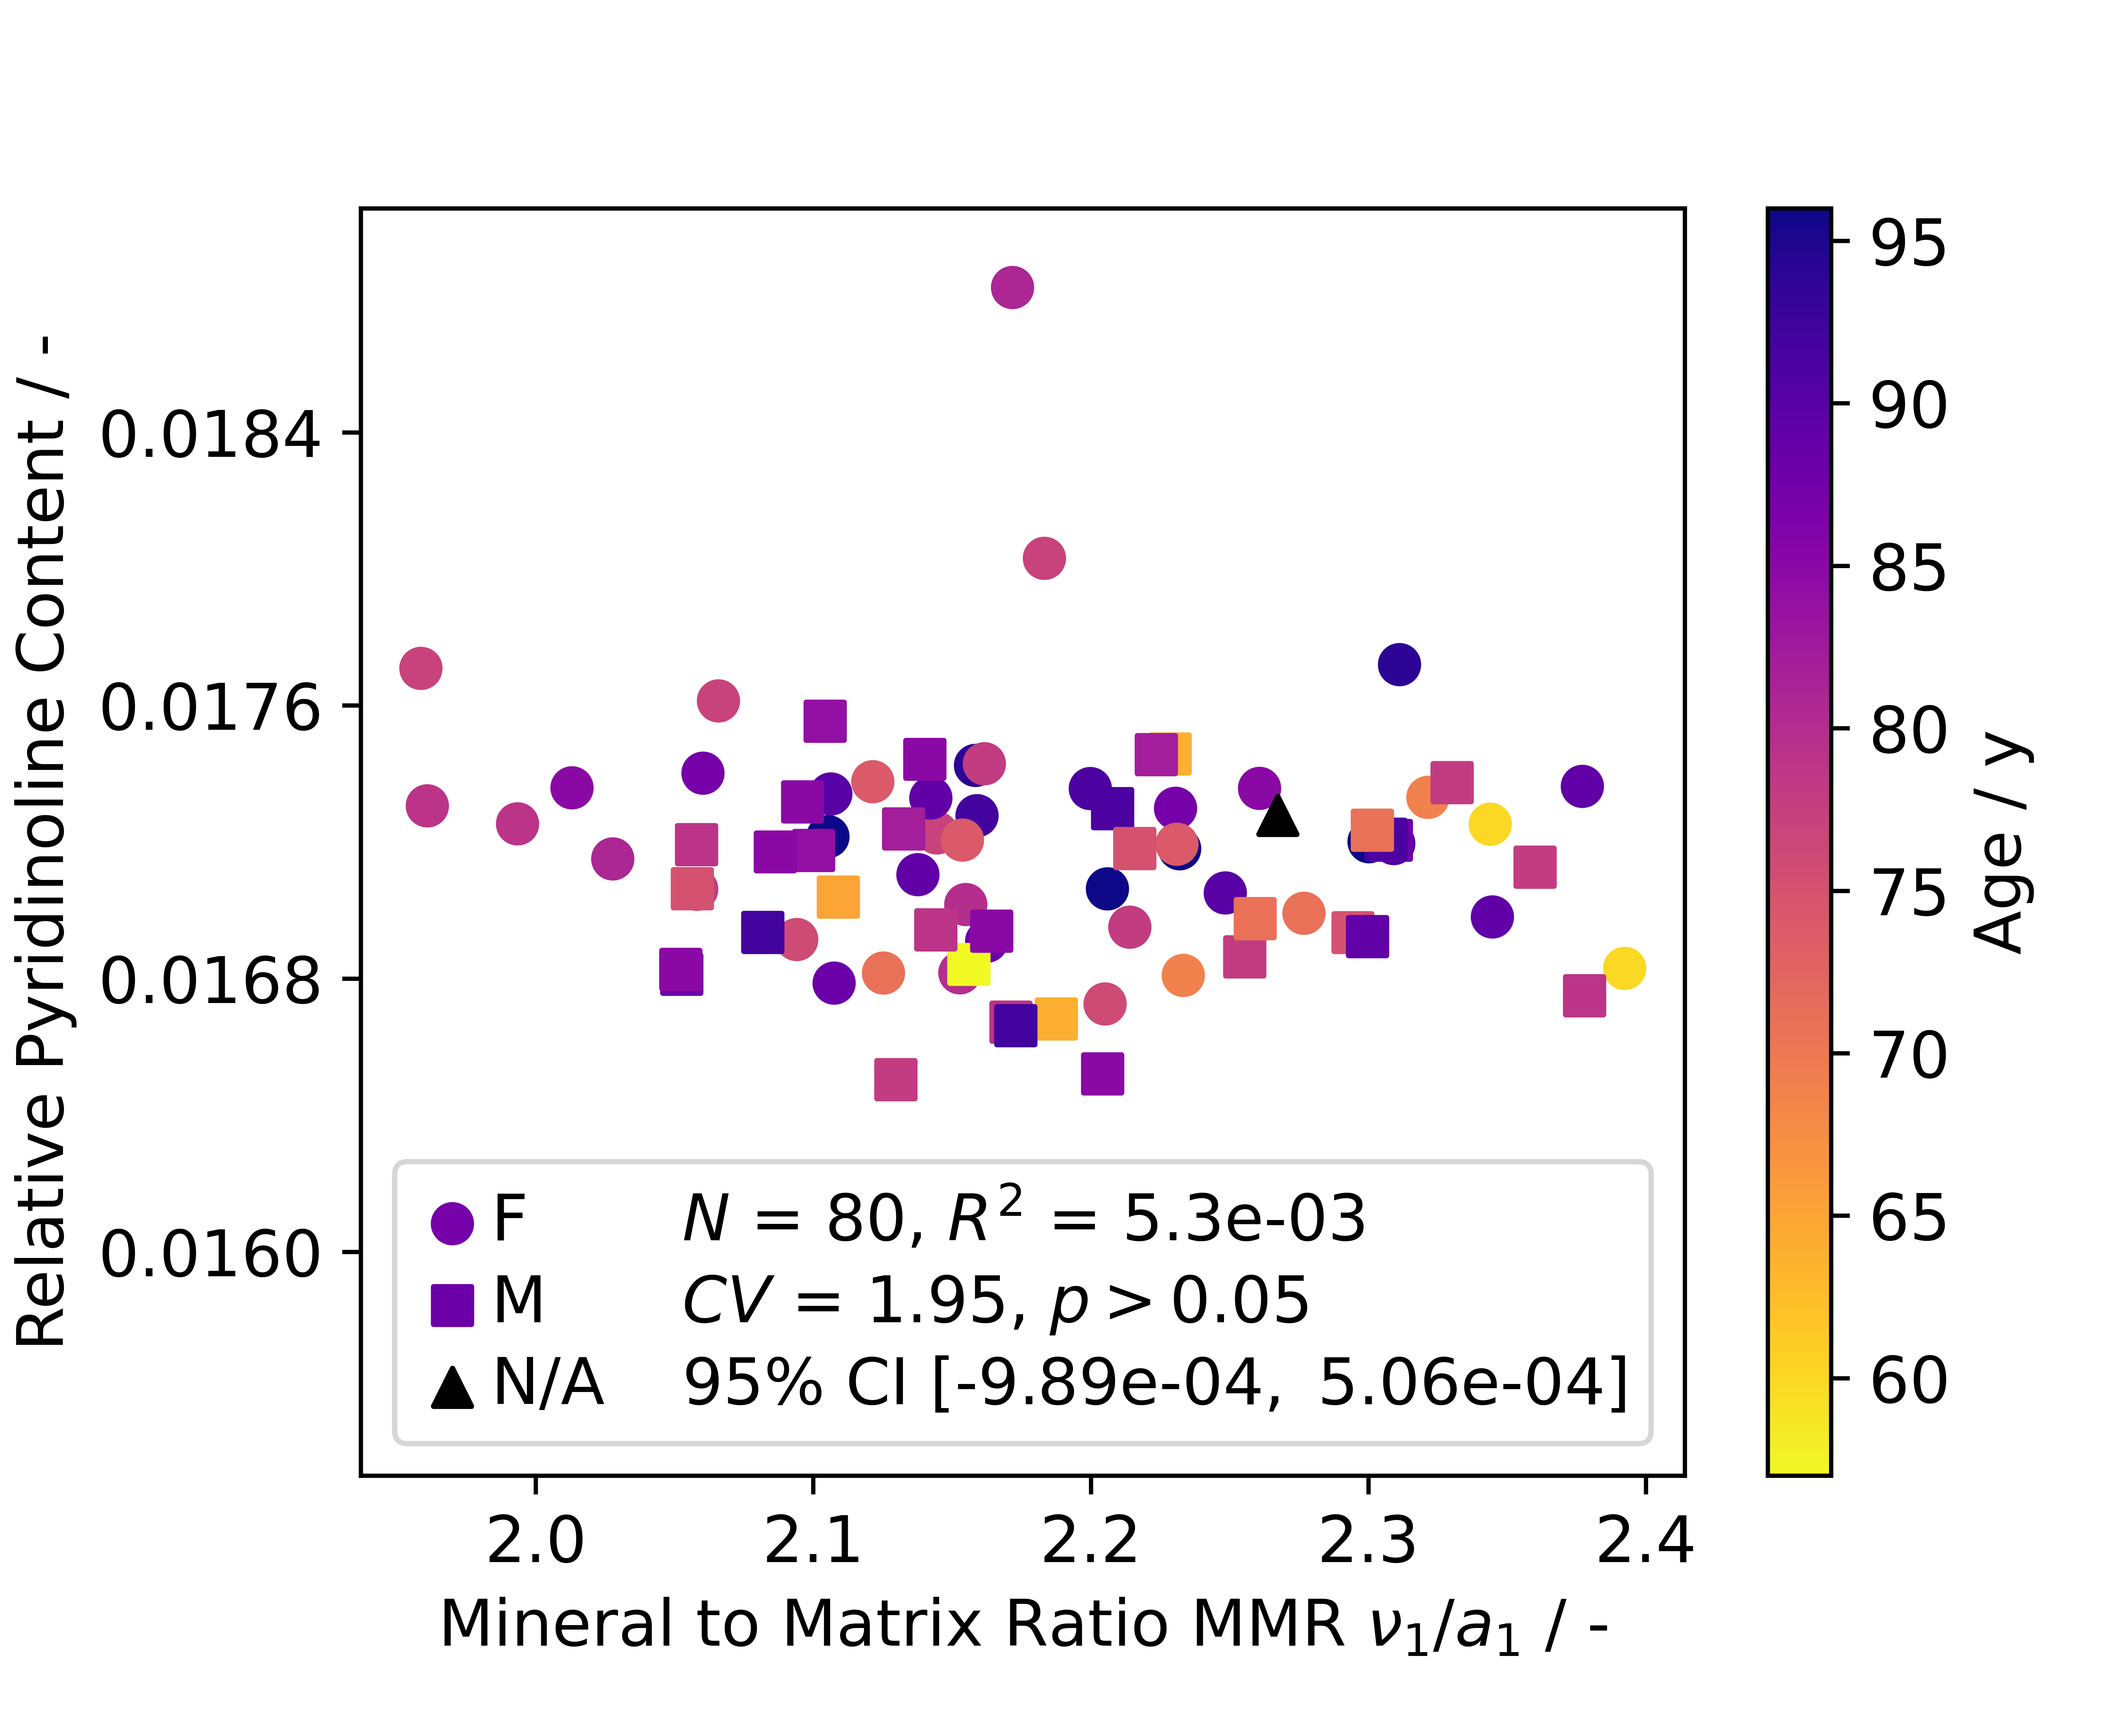 Relative Pyridinoline Content / -
0.0184
0.0176
0.0168
0.0160
F
M
N/A
N = 80, R² = 5.3e-03
CV = 1.95, p > 0.05
95% CI [-9.89e-04, 5.06e-04]
2.0 2.1 2.2 2.3 2.4
Mineral to Matrix Ratio MMR ν₁/a₁ / -
95
90
85
80
75
70
65
60
Age / y